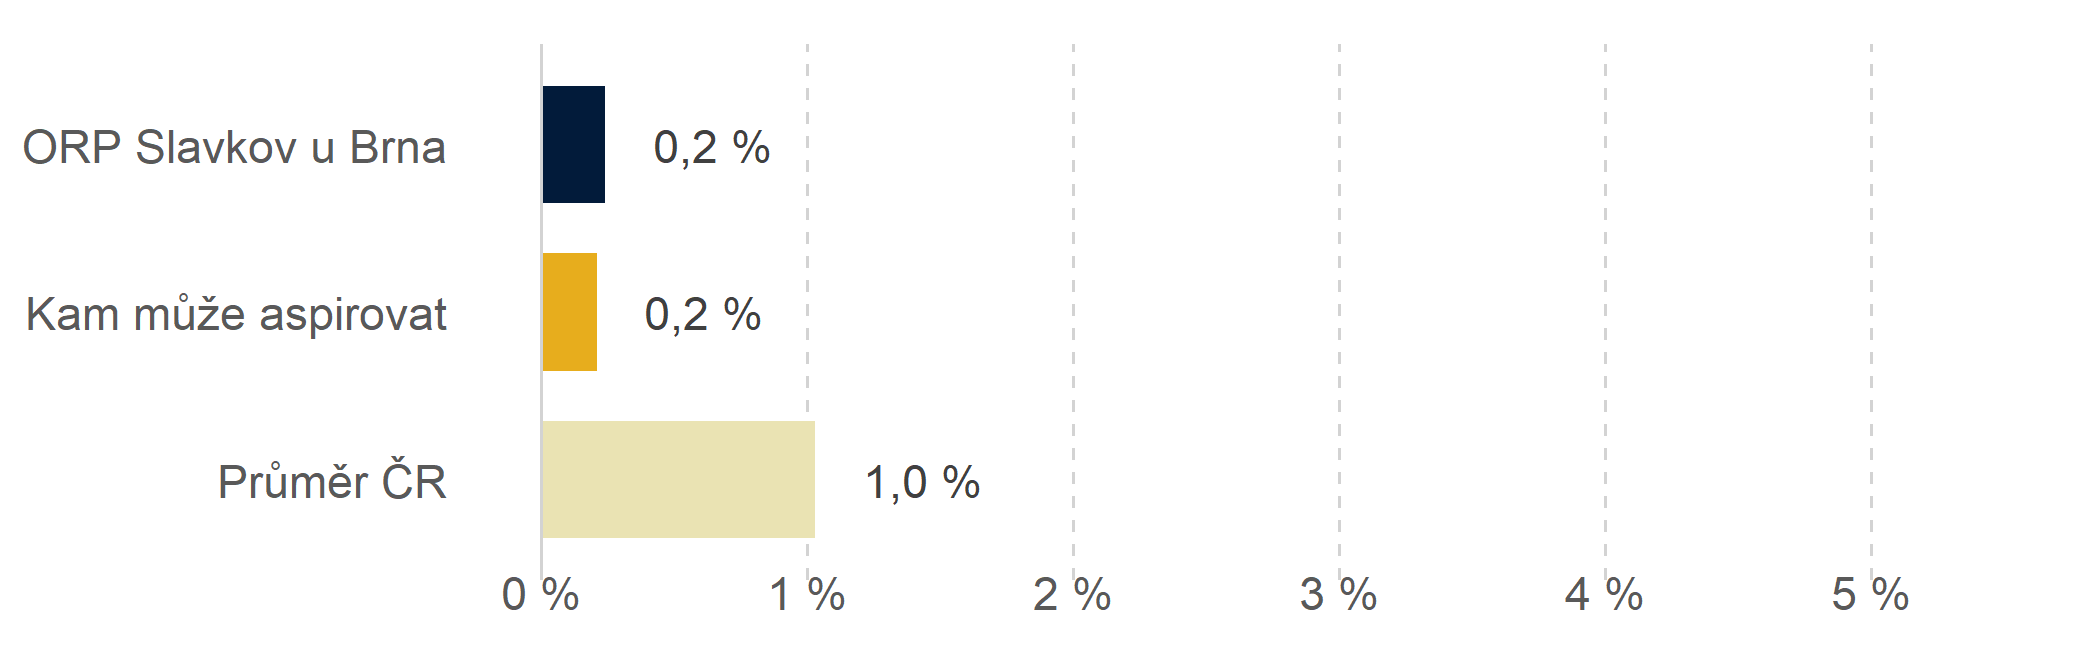 ORP Slavkov u Brna 0,2 %
Kam může aspirovat 0,2 %
Průměr ČR 1,0 %
0 % 1 % 2 % 3 % 4 % 5 %